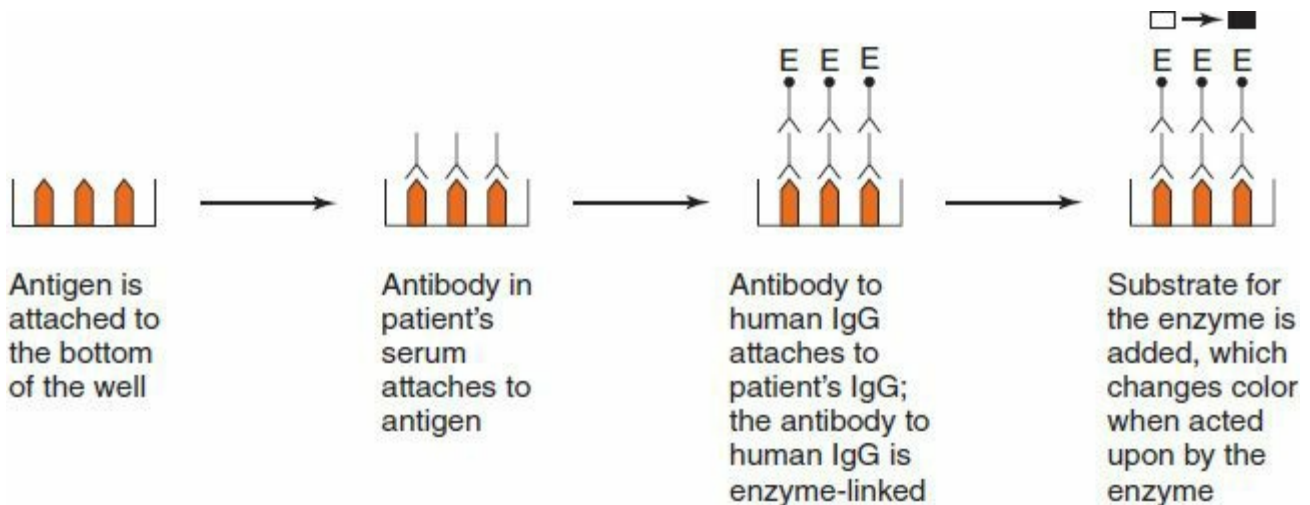 E E E
E E E
Antigen is
attached to
the bottom
of the well
Antibody in
patient's
serum
attaches to
antigen
Antibody to
human IgG
attaches to
patient's IgG;
the antibody to
human IgG is
enzyme-linked
Substrate for
the enzyme is
added, which
changes color
when acted
upon by the
enzyme